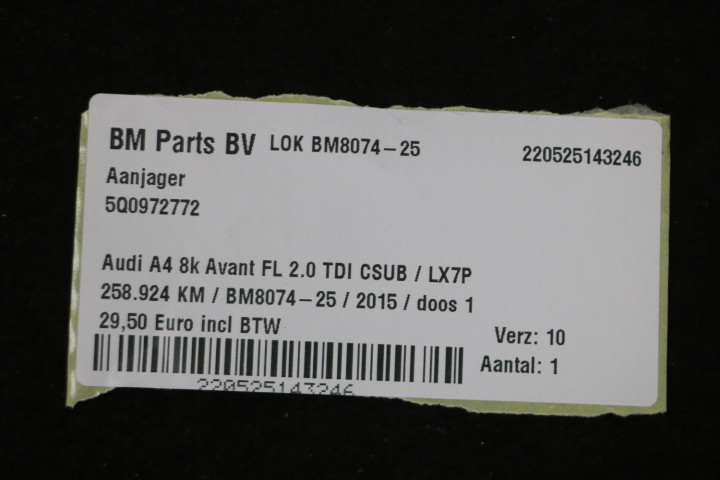 BM Parts BV LOK BM8074-25 220525143246
Aanjager
5Q0972772
Audi A4 8k Avant FL 2.0 TDI CSUB / LX7P
258.924 KM / BM8074-25 / 2015 / doos 1
29,50 Euro incl BTW
Verz: 10
Aantal: 1
220525143246